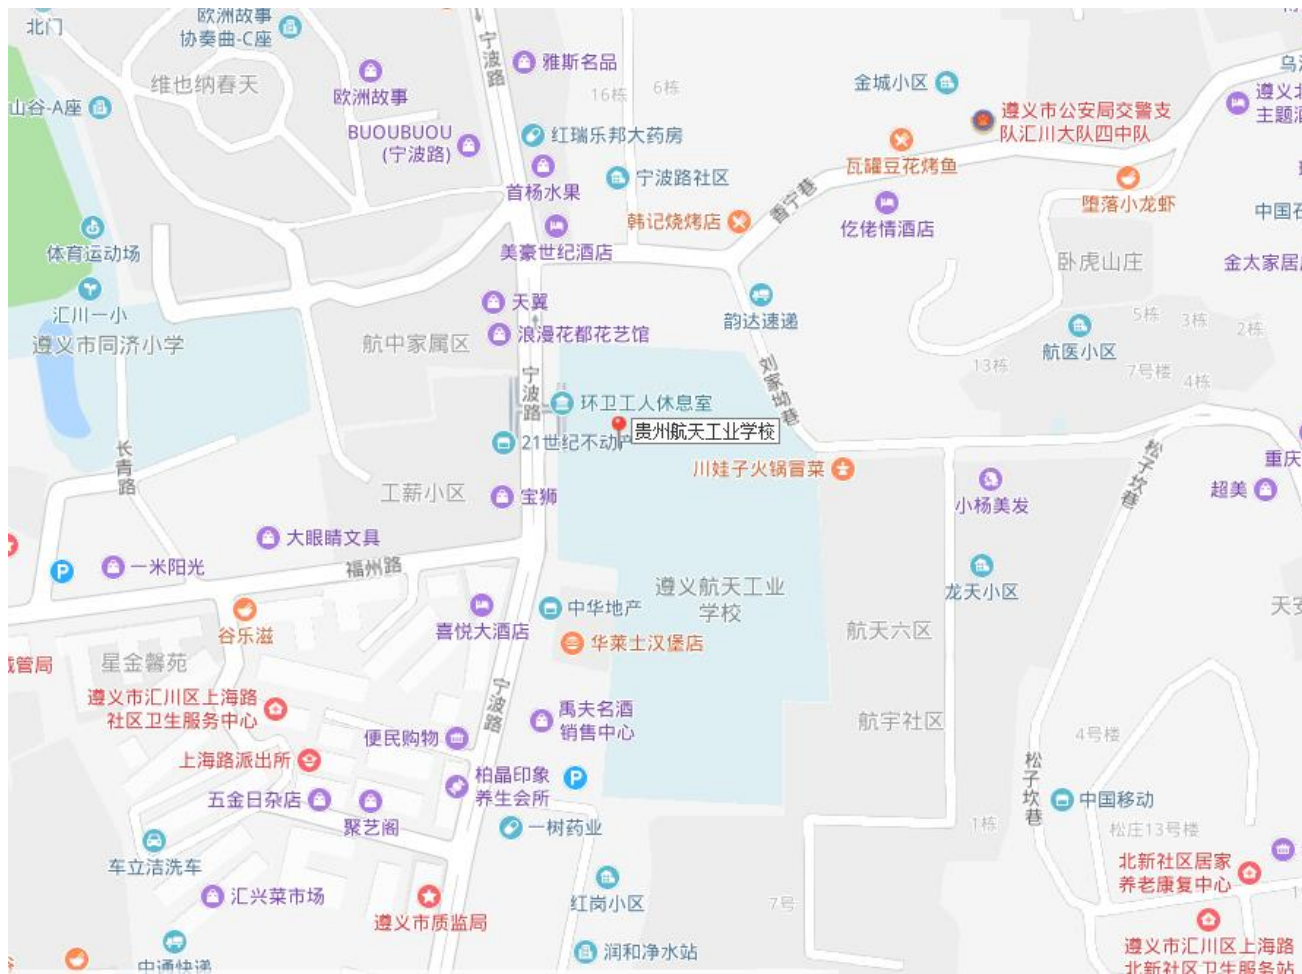 北门
欧洲故事
协奏曲-C座
宁波路
雅斯名品
维也纳春天
欧洲故事
16栋
6栋
金城小区
遵义市公安局交警支
队汇川大队四中队
山谷-A座
BUOUBUOU
(宁波路)
红瑞乐邦大药房
瓦罐豆花烤鱼
首杨水果
宁波路社区
香宁巷
堕落小龙虾
主题酒
体育运动场
美豪世纪酒店
韩记烧烤店
仡佬情酒店
卧虎山庄
金太家居
汇川一小
遵义市同济小学
天翼
浪漫花都花艺馆
航中家属区
韵达速递
5栋
3栋
2栋
航医小区
7号楼
4栋
13栋
刘家坳巷
宁波路
环卫工人休息室
贵州航天工业学校
21世纪不动产
长青路
工薪小区
宝狮
川娃子火锅冒菜
小杨美发
松子坎巷
重庆
超美
大眼睛文具
一米阳光
P
福州路
遵义航天工业
学校
龙天小区
谷乐滋
喜悦大酒店
中华地产
华莱士汉堡店
航天六区
城管局
星金馨苑
遵义市汇川区上海路
社区卫生服务中心
宁波路
禹夫名酒
销售中心
航宇社区
4号楼
便民购物
上海路派出所
柏晶印象
养生会所
P
五金日杂店
聚艺阁
一树药业
松子坎巷
中国移动
1栋
松庄13号楼
车立洁洗车
北新社区居家
养老康复中心
汇兴菜市场
遵义市质监局
红岗小区
7号
中通快递
润和净水站
遵义市汇川区上海路
北新社区卫生服务站